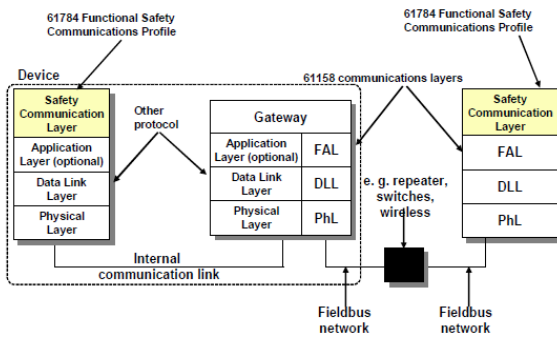 61784 Functional Safety
Communications Profile
61784 Functional Safety
Communications Profile
Device
61158 communications layers
Safety
Communication
Layer
Application
Layer (optional)
Data Link
Layer
Physical
Layer
Other
protocol
Gateway
Application
Layer (optional)
FAL
Data Link
Layer
DLL
Physical
Layer
PhL
e. g. repeater,
switches,
wireless
Safety
Communication
Layer
FAL
DLL
PhL
Internal
communication link
Fieldbus
network
Fieldbus
network